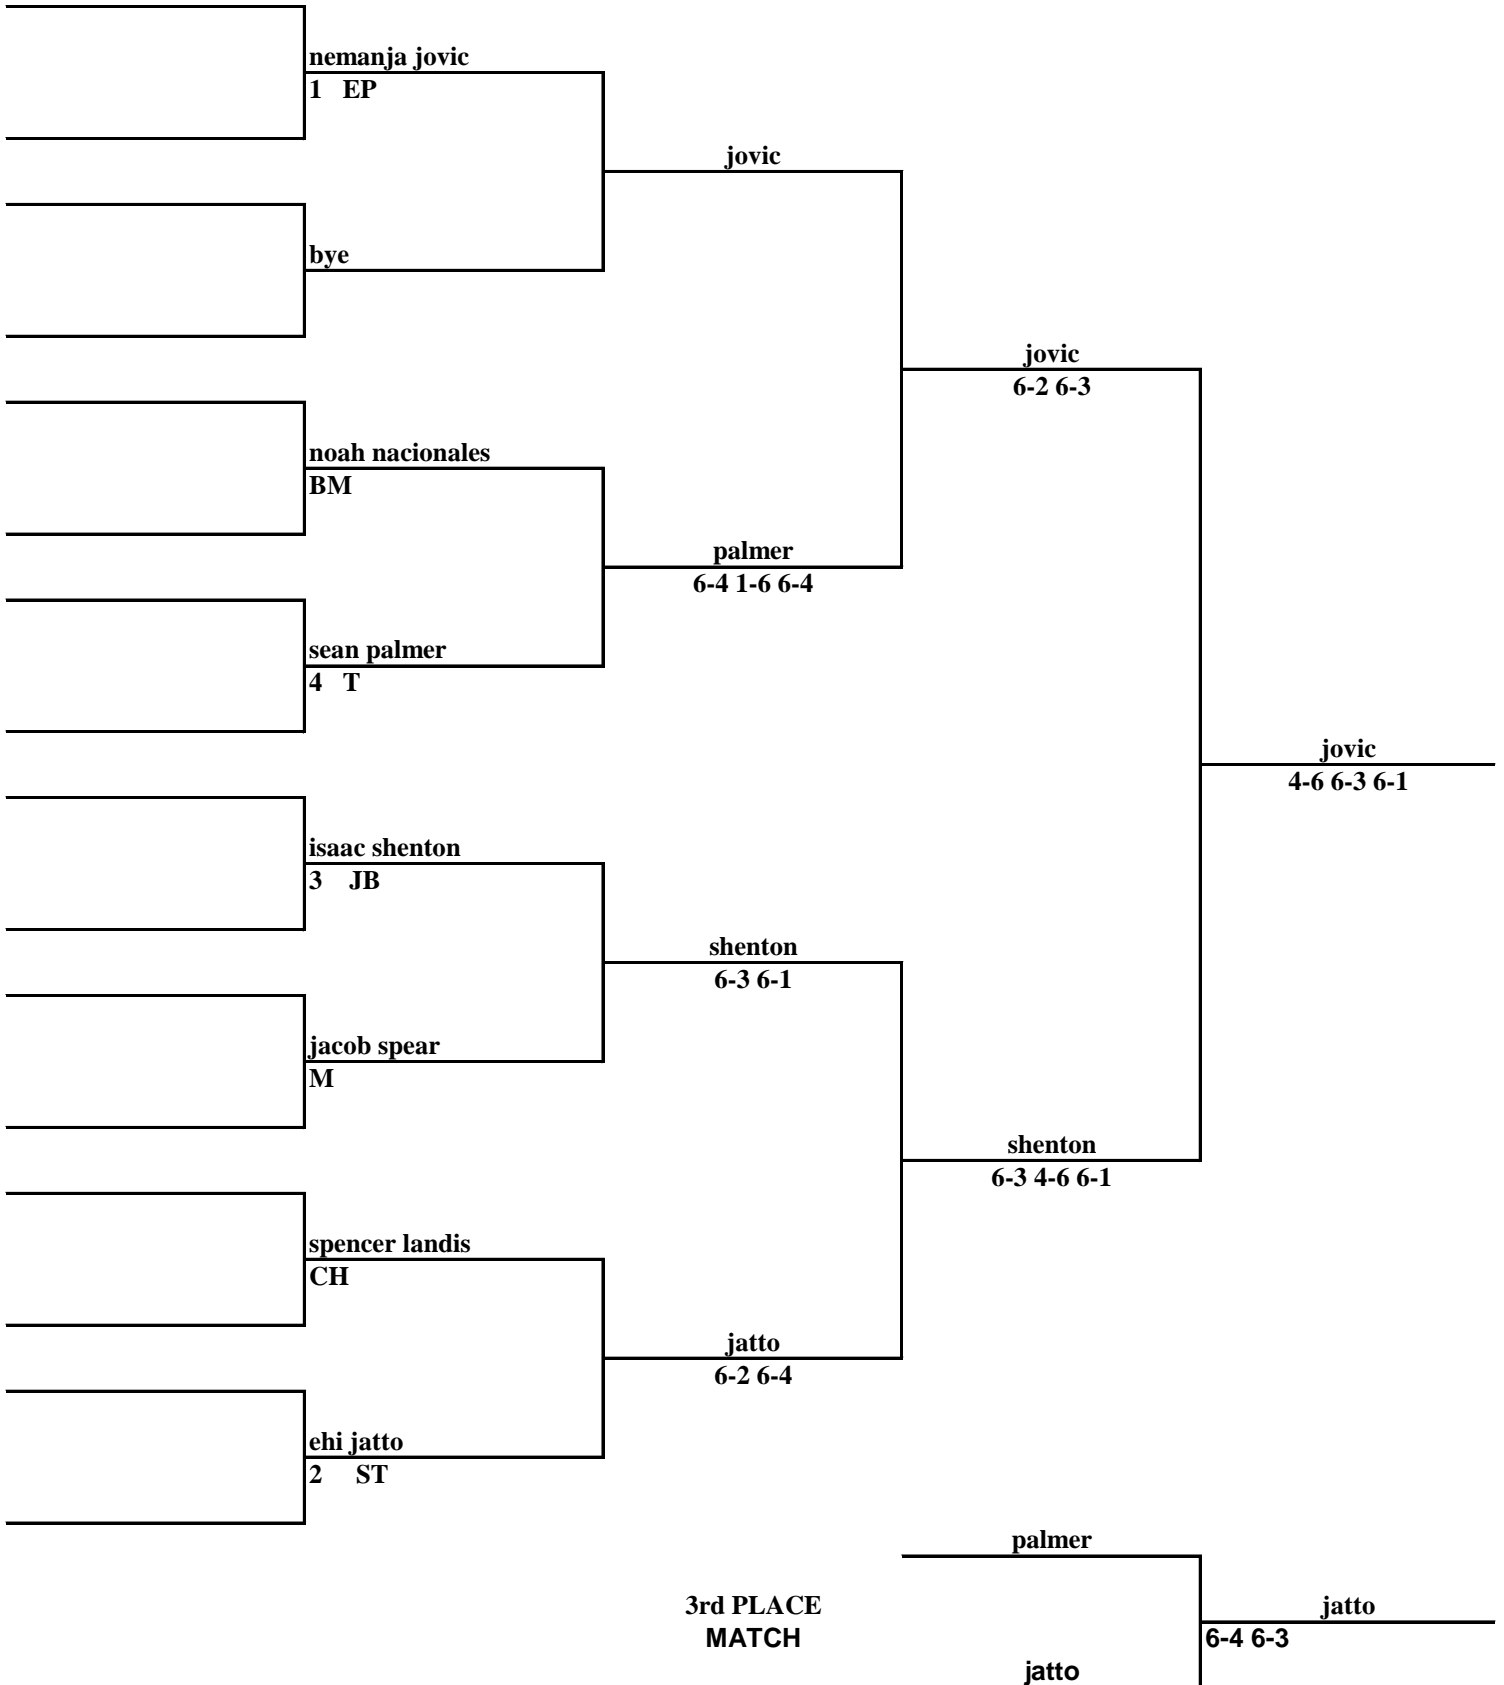 nemanja jovic
1 EP
jovic
bye
jovic
6-2 6-3
noah nacionales
BM
palmer
6-4 1-6 6-4
sean palmer
4 T
jovic
4-6 6-3 6-1
isaac shenton
3 JB
shenton
6-3 6-1
jacob spear
M
shenton
6-3 4-6 6-1
spencer landis
CH
jatto
6-2 6-4
ehi jatto
2 ST
palmer
3rd PLACE
MATCH
jatto
6-4 6-3
jatto